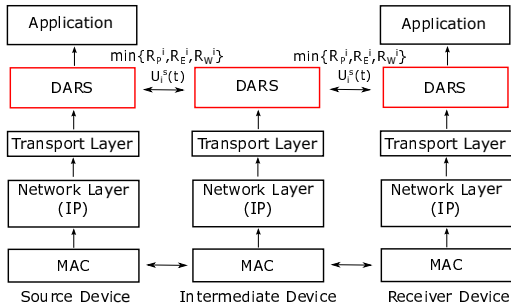 Application
Application
min{R_P^i,R_E^i,R_W^i}
min{R_P^i,R_E^i,R_W^i}
U_i^s(t)
U_i^s(t)
DARS
DARS
DARS
Transport Layer
Transport Layer
Transport Layer
Network Layer
(IP)
Network Layer
(IP)
Network Layer
(IP)
MAC
MAC
MAC
Source Device
Intermediate Device
Receiver Device